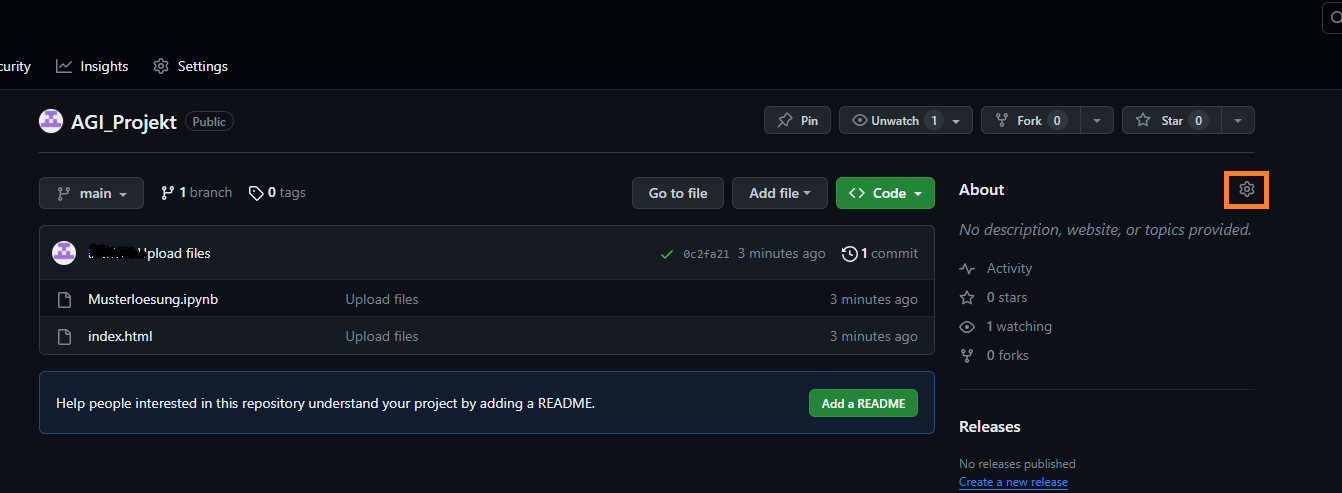 curity Insights Settings
AGI_Projekt Public Pin Unwatch 1 Fork 0 Star 0
main 1 branch 0 tags Go to file Add file Code
About
No description, website, or topics provided.
pload files 0c2fa21 3 minutes ago 1 commit
Activity
Musterloesung.ipynb Upload files 3 minutes ago
0 stars
1 watching
index.html Upload files 3 minutes ago
0 forks
Help people interested in this repository understand your project by adding a README. Add a README
Releases
No releases published
Create a new release